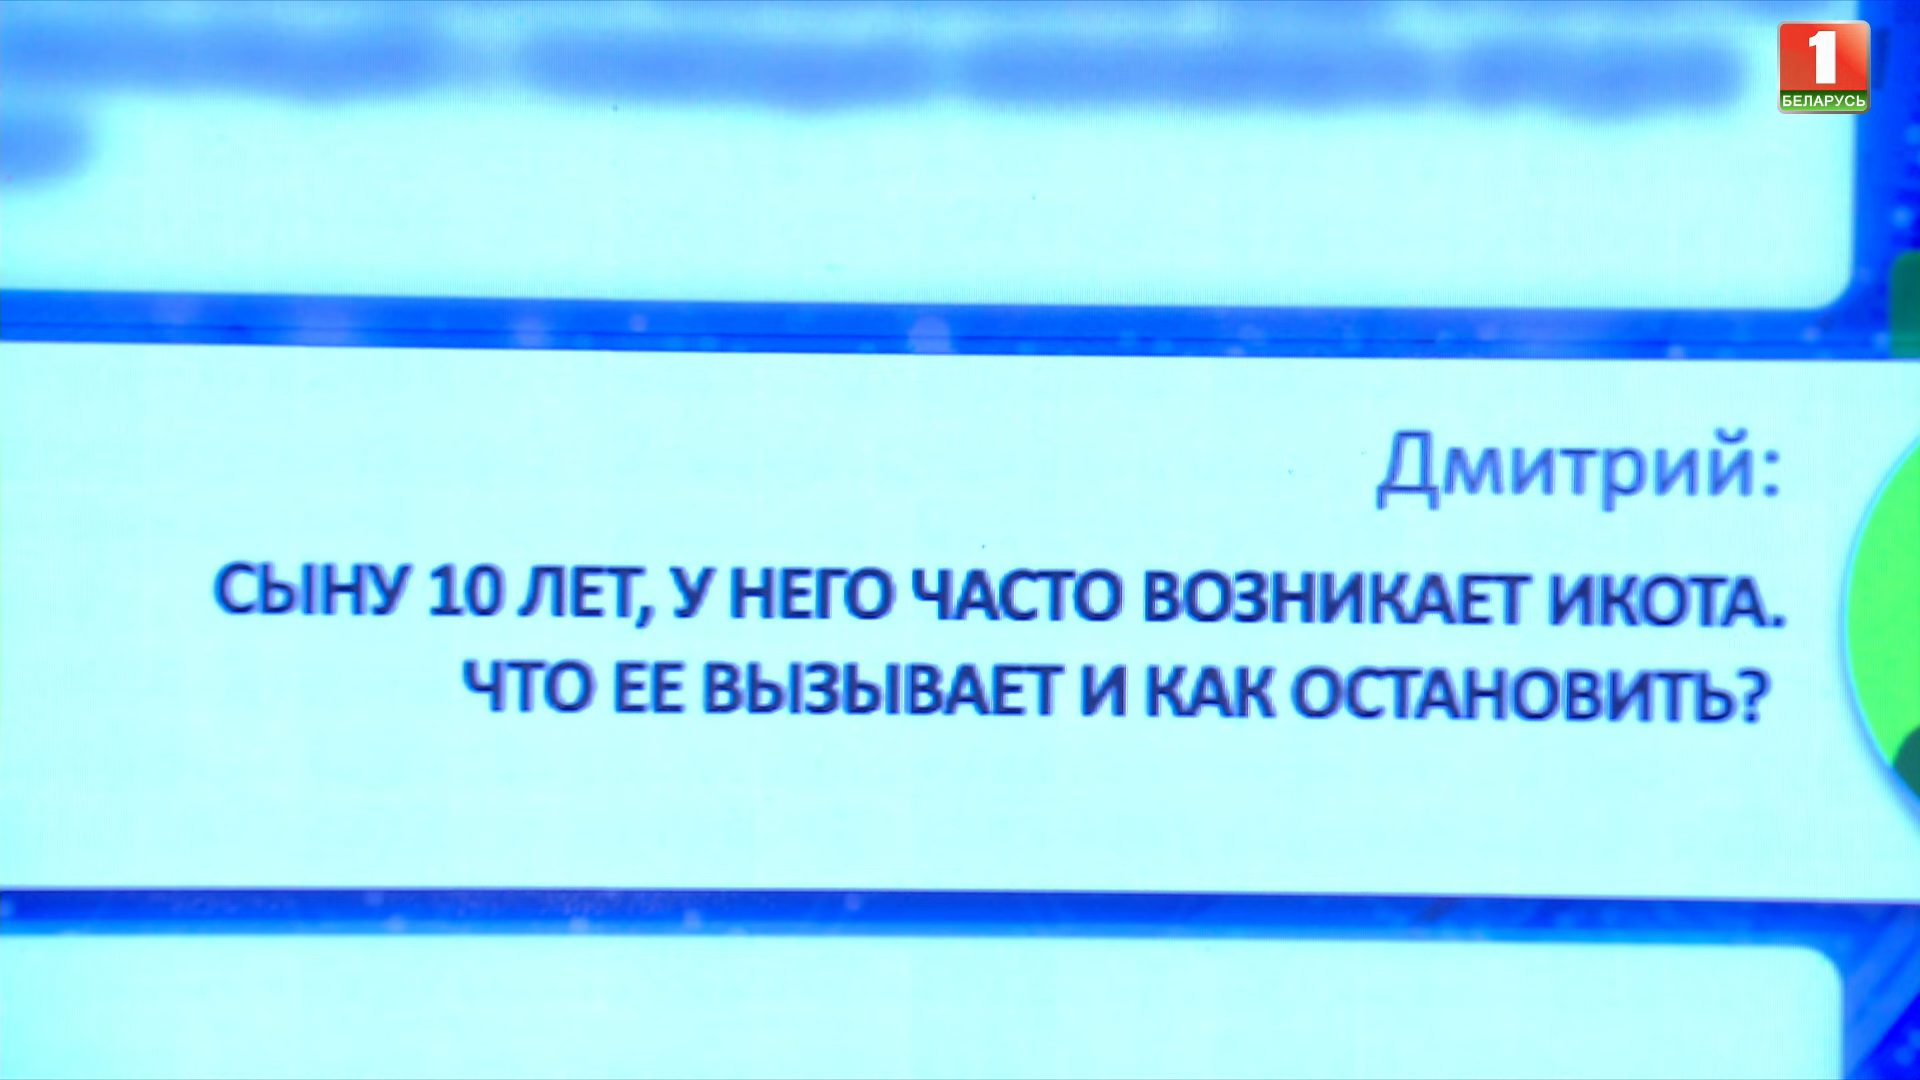 1
БЕЛАРУСЬ
Дмитрий:
СЫНУ 10 ЛЕТ, У НЕГО ЧАСТО ВОЗНИКАЕТ ИКОТА.
ЧТО ЕЕ ВЫЗЫВАЕТ И КАК ОСТАНОВИТЬ?